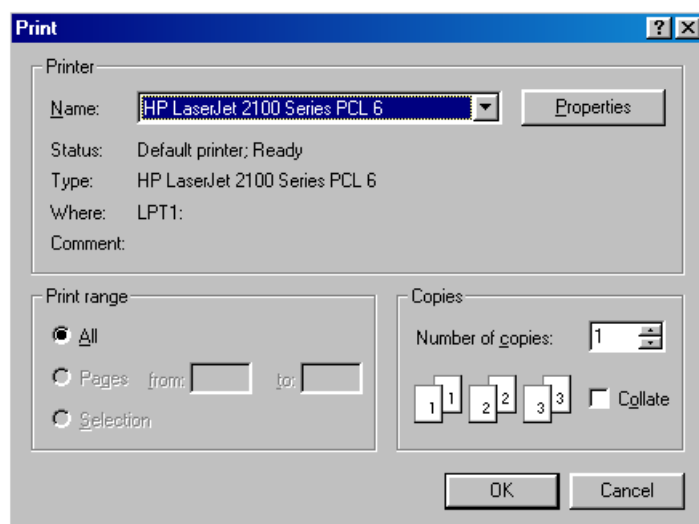 Print
Printer
Name: HP LaserJet 2100 Series PCL 6 Properties
Status: Default printer; Ready
Type: HP LaserJet 2100 Series PCL 6
Where: LPT1:
Comment:
Print range
All
Pages from: to:
Selection
Copies
Number of copies: 1
1 1 2 2 3 3 Collate
OK Cancel